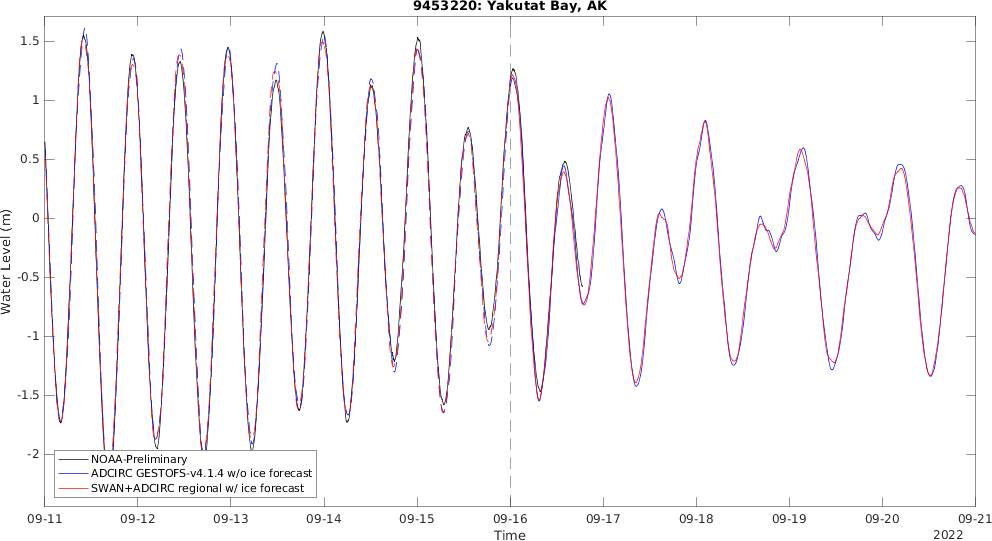 9453220: Yakutat Bay, AK
Water Level (m)
1.5
1
0.5
0
-0.5
-1
-1.5
-2
NOAA-Preliminary
ADCIRC GESTOFS-v4.1.4 w/o ice forecast
SWAN+ADCIRC regional w/ ice forecast
09-11 09-12 09-13 09-14 09-15 09-16 09-17 09-18 09-19 09-20 09-21
Time
2022